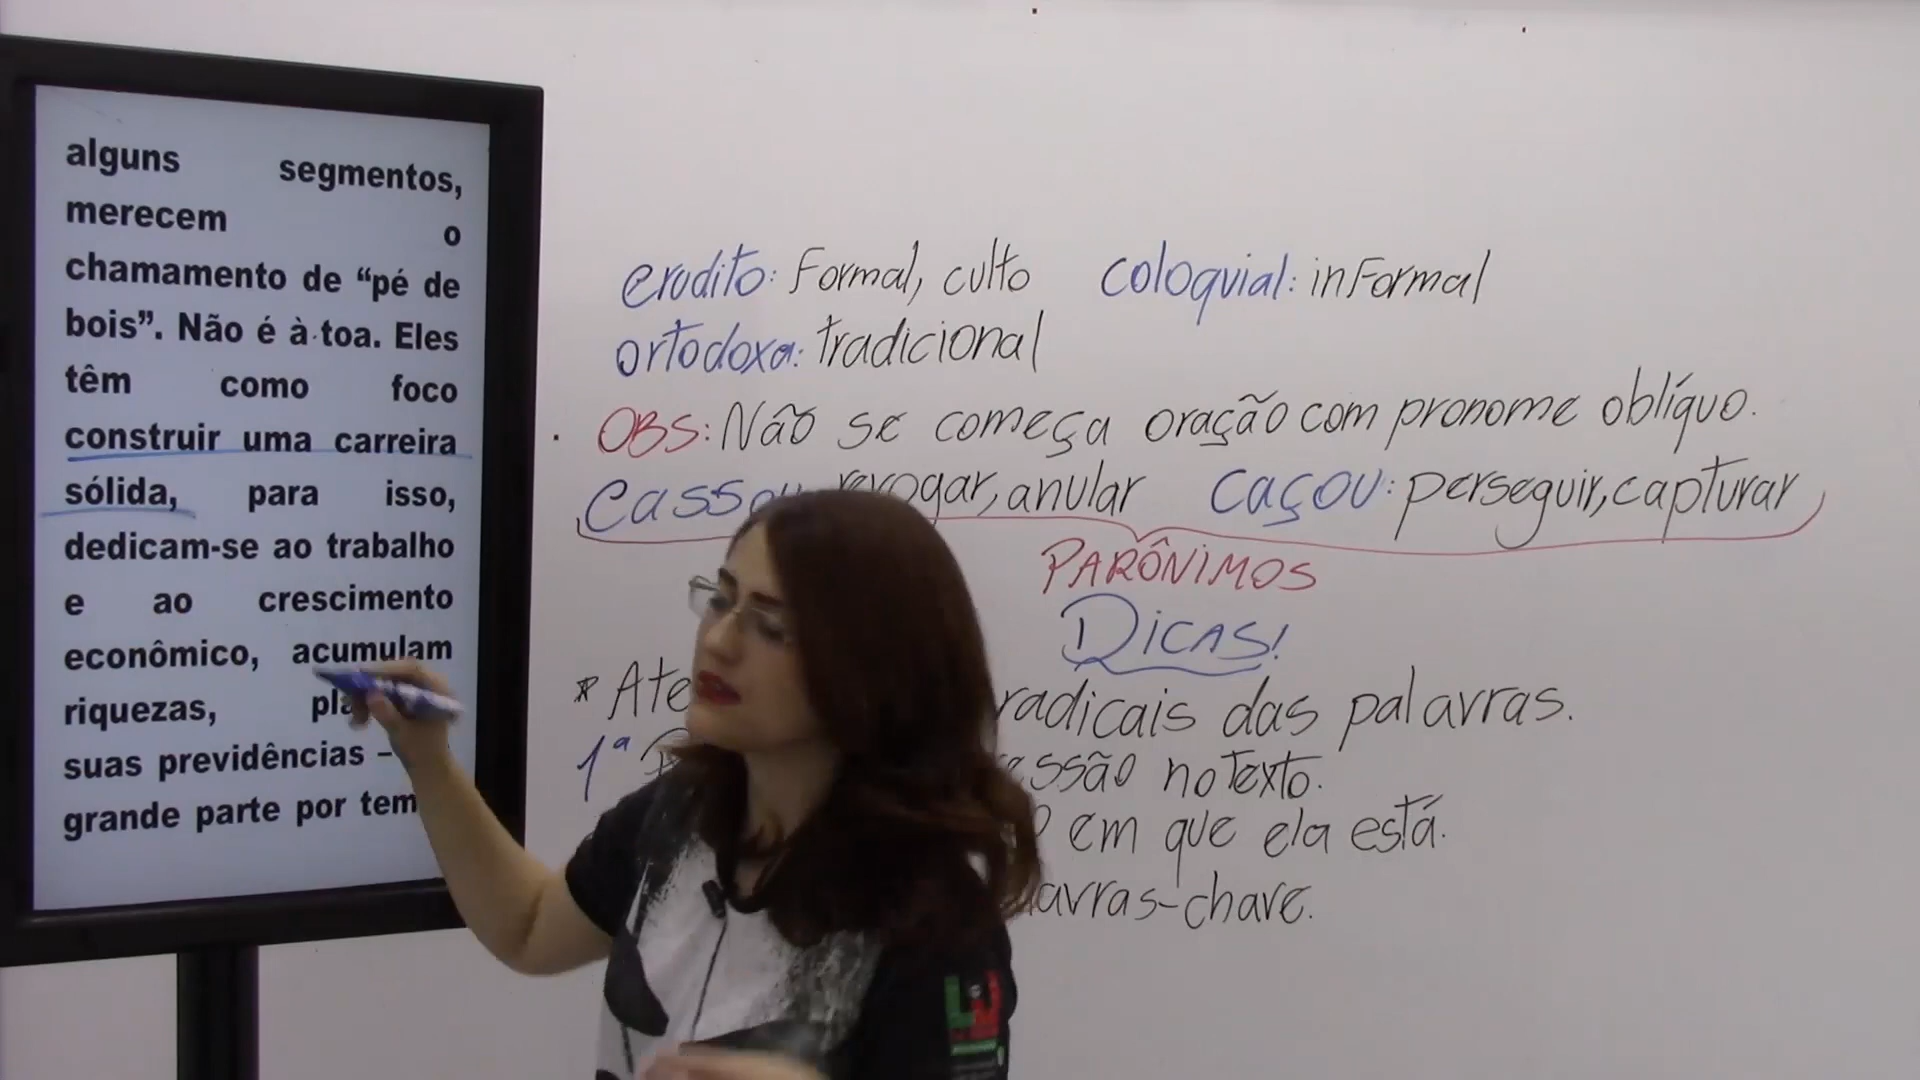 alguns segmentos,
merecem o
chamamento de “pé de
bois”. Não é à toa. Eles
têm como foco
construir uma carreira
sólida, para isso,
dedicam-se ao trabalho
e ao crescimento
econômico, acumulam
riquezas,
suas previdências –
grande parte por
erudito: formal, culto coloquial: informal
ortodoxa: tradicional
OBS: Não se começa oração com pronome oblíquo.
revogar, anular caçou: perseguir, capturar
PARÔNIMOS
DICAS!
* radicais das palavras.
1ª no texto.
em que ela está.